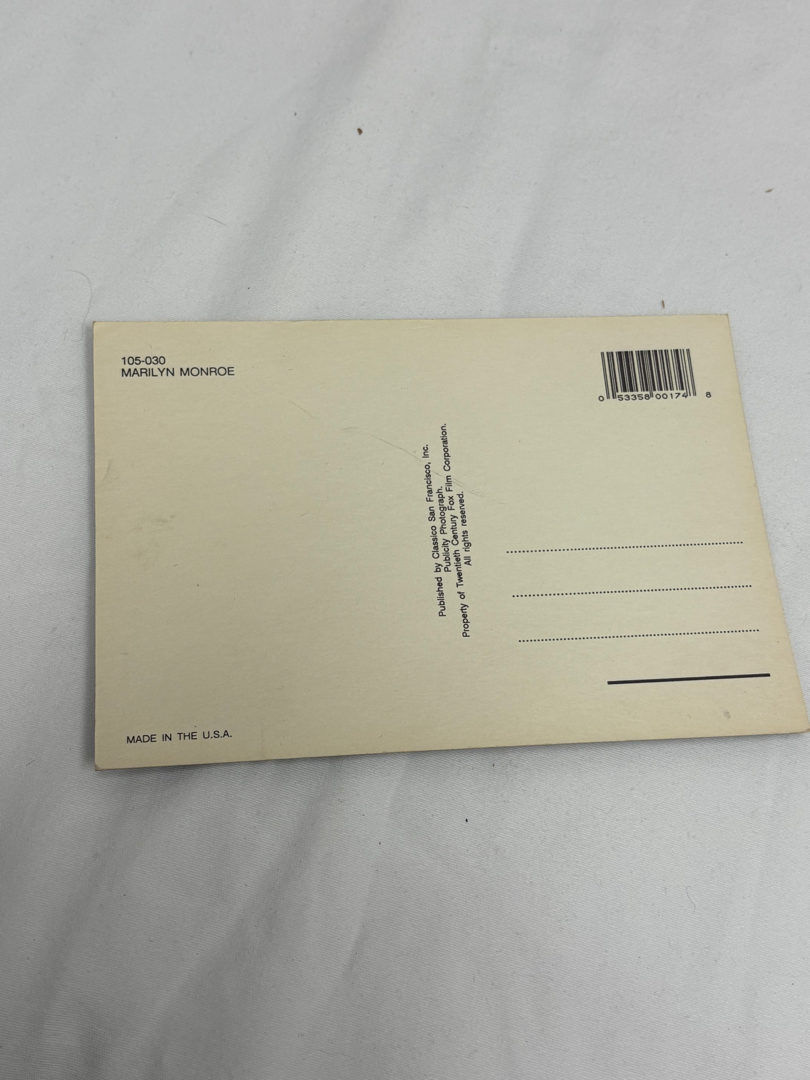 105-030
MARILYN MONROE
0 53358 00174 8
Published by Classico San Francisco, Inc.
Publicity Photograph.
Property of Twentieth Century Fox Film Corporation.
All rights reserved.
MADE IN THE U.S.A.